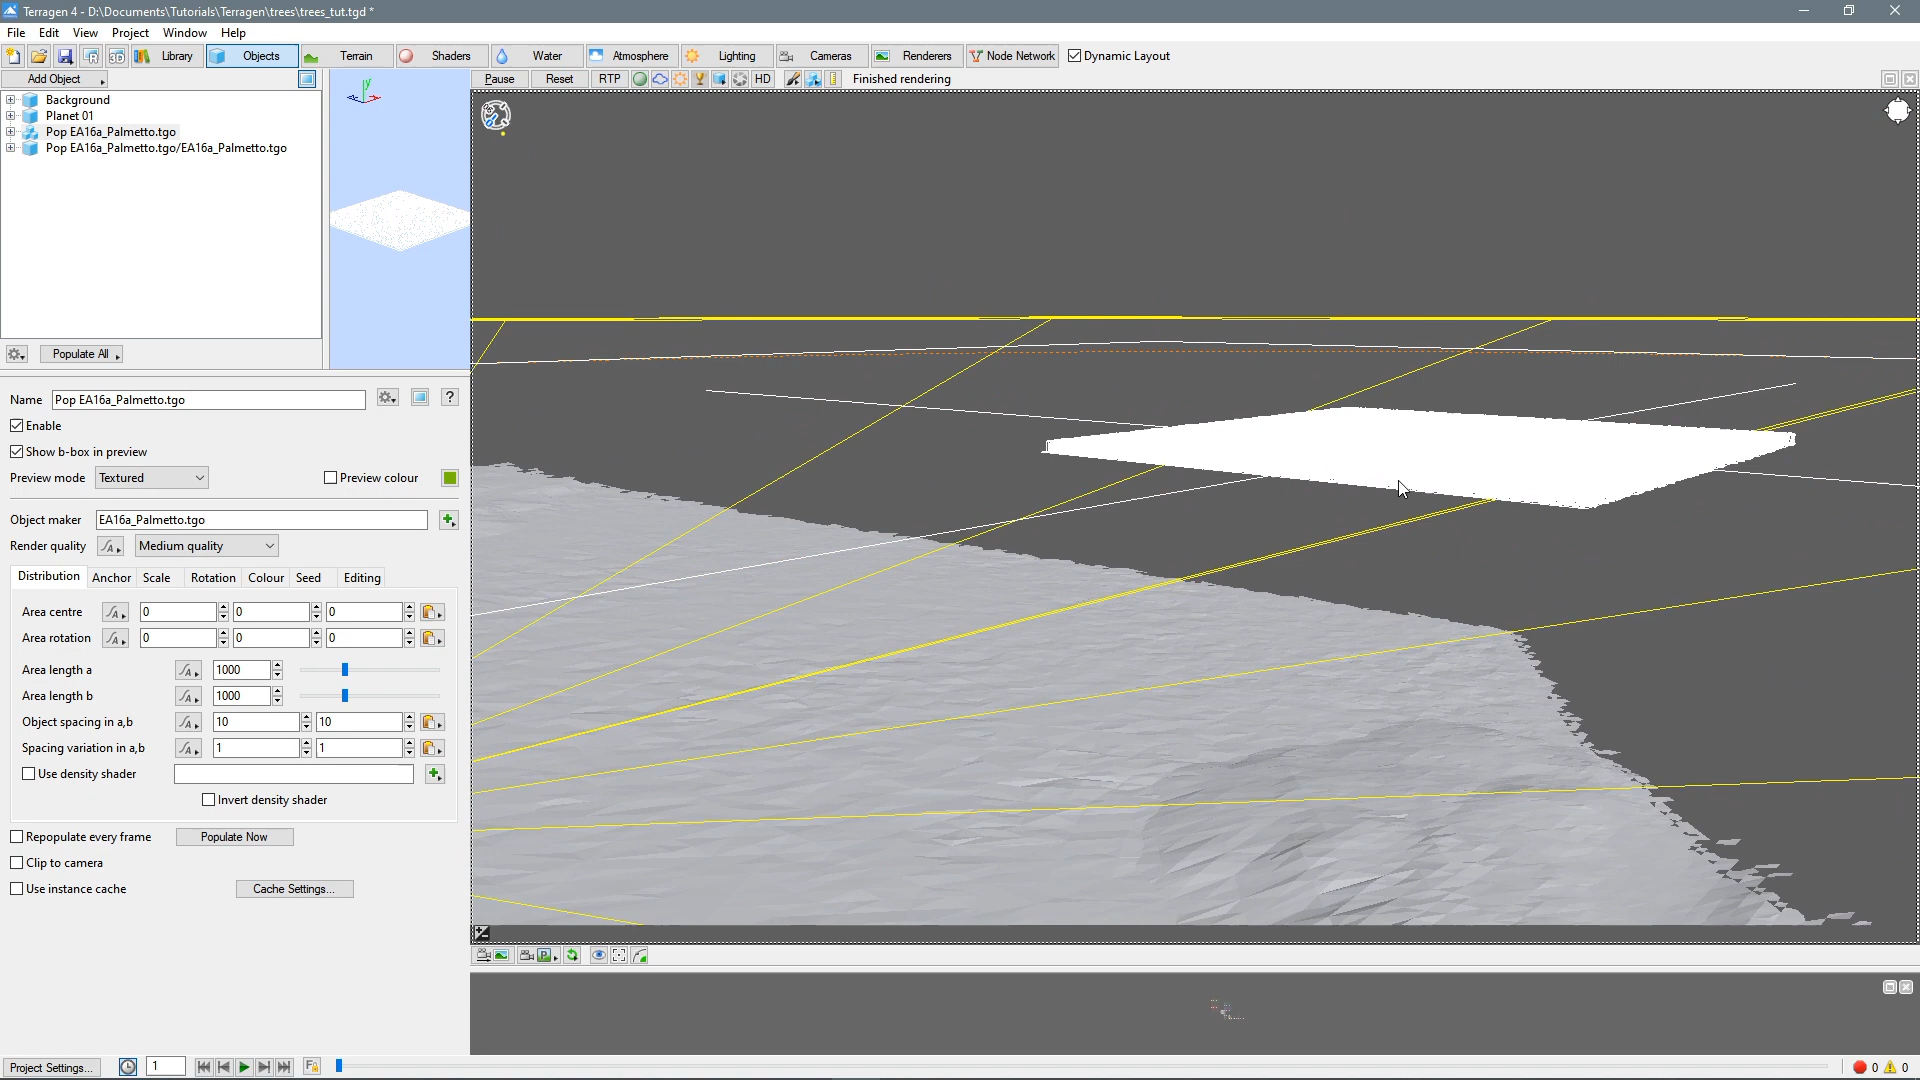 Terragen 4 - D:\Documents\Tutorials\Terragen\trees\trees_tut.tgd *
File Edit View Project Window Help
Library Objects Terrain Shaders Water Atmosphere Lighting Cameras Renderers Node Network Dynamic Layout
Add Object
Pause Reset RTP HD Finished rendering
y
Background
Planet 01
Pop EA16a_Palmetto.tgo
Pop EA16a_Palmetto.tgo/EA16a_Palmetto.tgo
Populate All
Name Pop EA16a_Palmetto.tgo ?
Enable
Show b-box in preview
Preview mode Textured Preview colour
Object maker EA16a_Palmetto.tgo
Render quality Medium quality
Distribution Anchor Scale Rotation Colour Seed Editing
Area centre 0 0 0
Area rotation 0 0 0
Area length a 1000
Area length b 1000
Object spacing in a,b 10 10
Spacing variation in a,b 1 1
Use density shader
Invert density shader
Repopulate every frame Populate Now
Clip to camera
Use instance cache Cache Settings...
Project Settings... 1 0 0